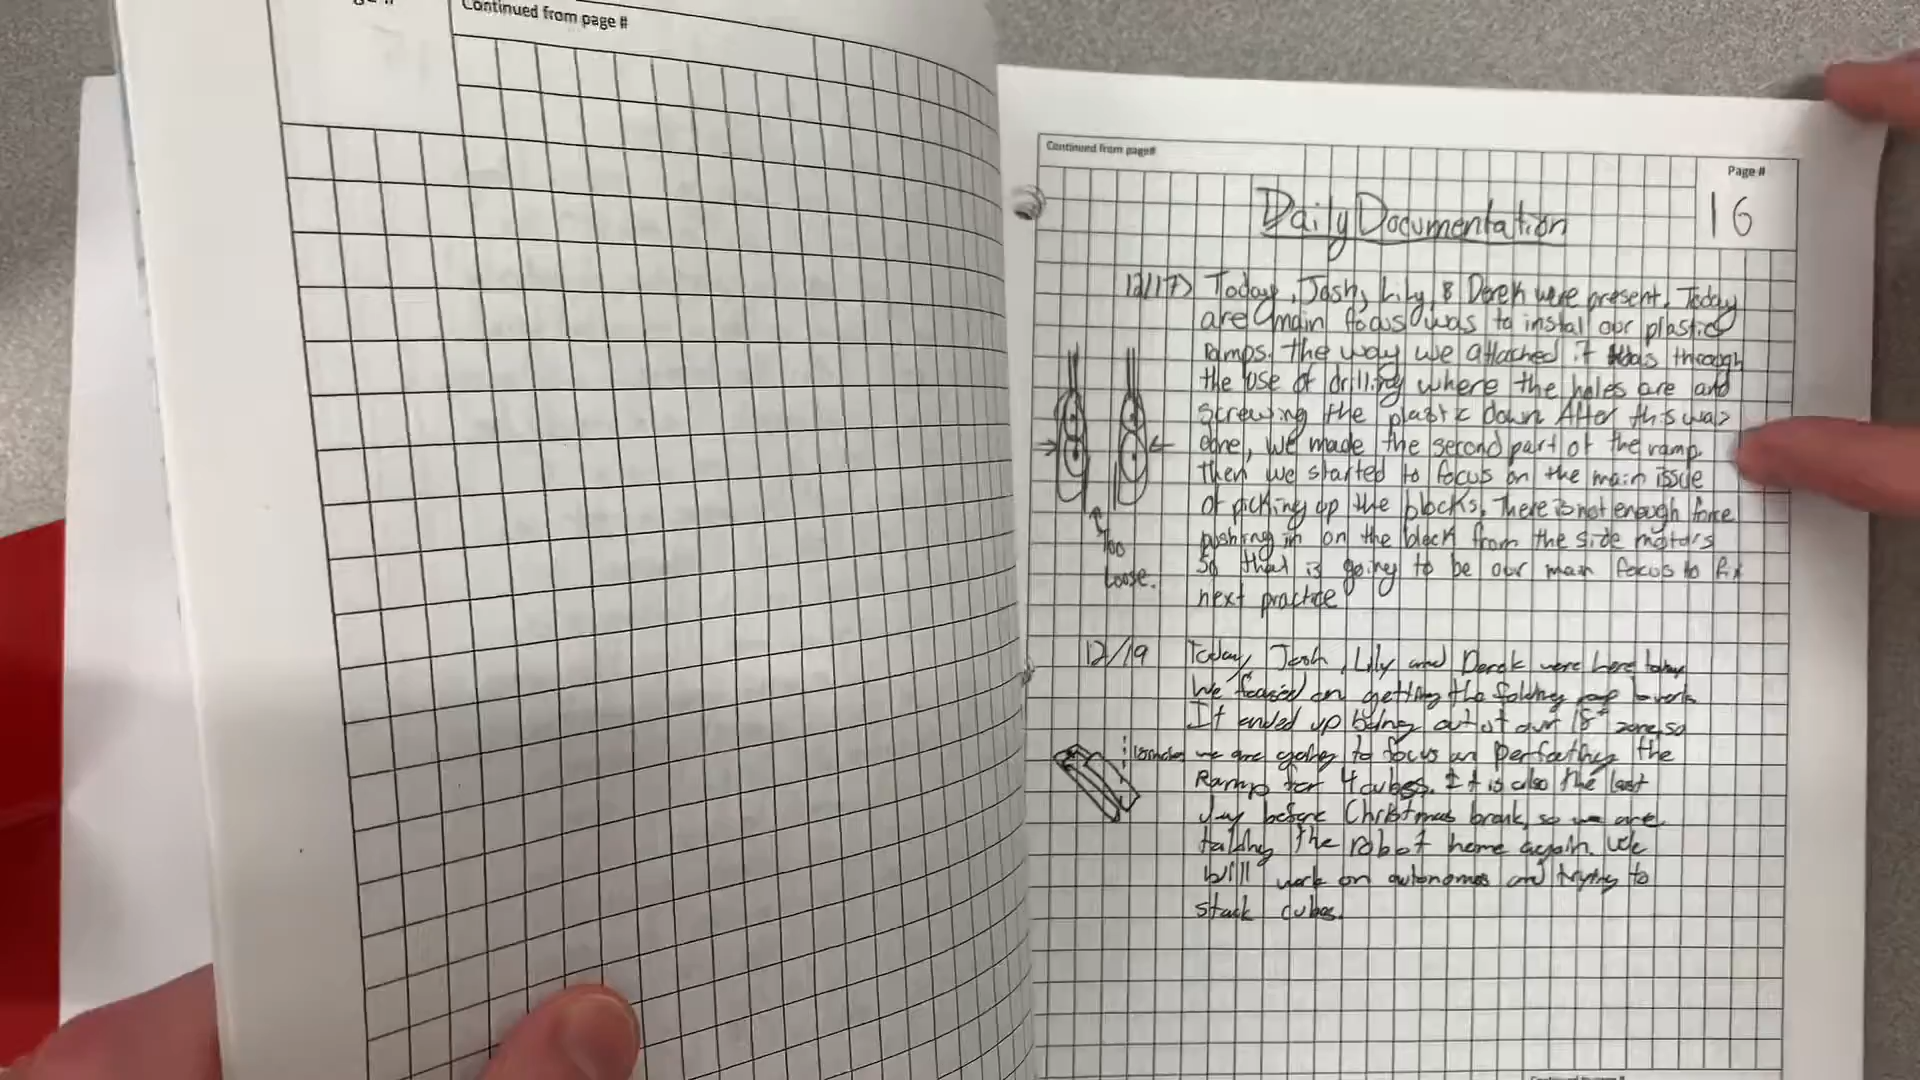 Continued from page #
Continued from page#
Page #
Daily Documentation
16
12/17) Today, Josh, Lily, & Derek were present. Today
are main focus was to instal our plastic
ramps. The way we attached it was through
the use of drilling where the holes are and
screwing the plastic down After this was
done, we made the second part of the ramp.
Then we started to focus on the main issue
of picking up the blocks. There is not enough force
pushing in on the block from the side motors
So that is going to be our main focus to fix
next practice
Too
loose.
12/19 Today, Josh, Lily and Derek were here today
We focused on getting the folding to work
It ended up being out of our 18" zone, so
we are going to focus on perfecting the
Ramp for 4 cubes. It is also the last
day before Christmas break, so we are
taking the robot home again. We
will work on autonomos and trying to
stack cubes.